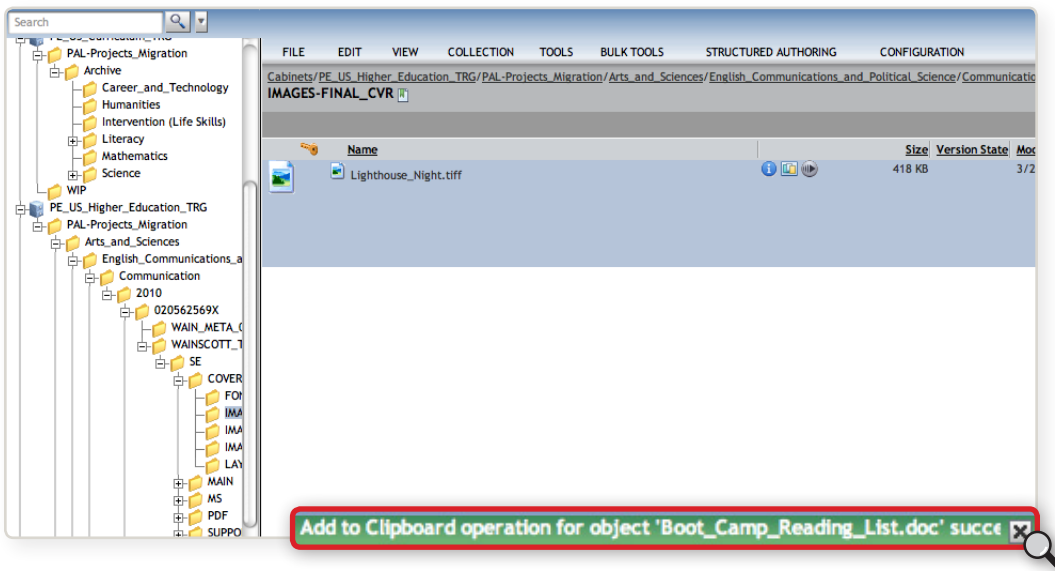 Search
PE_US_Curriculum_TRG
PAL-Projects_Migration
Archive
Career_and_Technology
Humanities
Intervention (Life Skills)
Literacy
Mathematics
Science
WIP
PE_US_Higher_Education_TRG
PAL-Projects_Migration
Arts_and_Sciences
English_Communications_a
Communication
2010
020562569X
WAIN_META_
WAINSCOTT_T
SE
COVER
FON
IMA
IMA
IMA
LAY
MAIN
MS
PDF
SUPPO
FILE EDIT VIEW COLLECTION TOOLS BULK TOOLS STRUCTURED AUTHORING CONFIGURATION
Cabinets/PE_US_Higher_Education_TRG/PAL-Projects_Migration/Arts_and_Sciences/English_Communications_and_Political_Science/Communicatio
IMAGES-FINAL_CVR
Name Size Version State Mod
Lighthouse_Night.tiff 418 KB 3/2
Add to Clipboard operation for object 'Boot_Camp_Reading_List.doc' succe